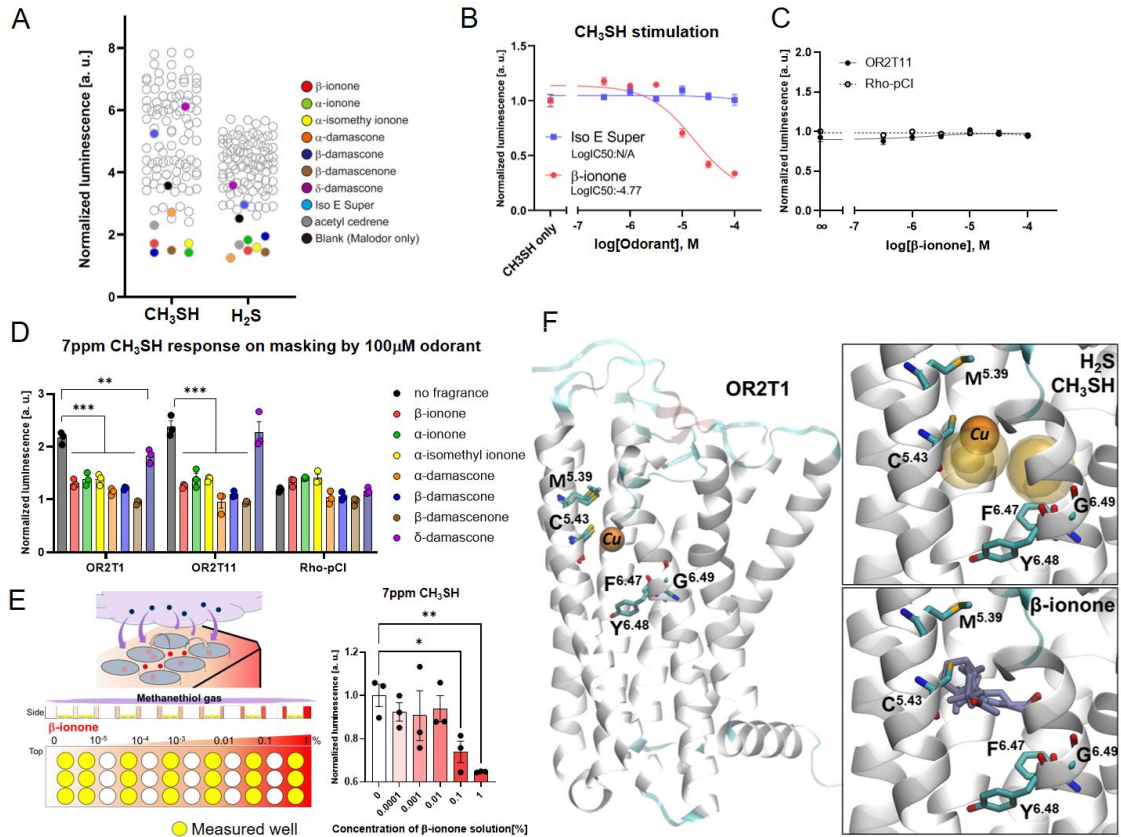 A
Normalized luminescence [a. u.]
8
6
4
2
0
CH₃SH
H₂S
β-ionone
α-ionone
α-isomethy ionone
α-damascone
β-damascone
β-damascenone
δ-damascone
Iso E Super
acetyl cedrene
Blank (Malodor only)
B
CH₃SH stimulation
Normalized luminescence [a. u.]
1.5
1.0
0.5
0.0
Iso E Super
LogIC50:N/A
β-ionone
LogIC50:-4.77
CH3SH only
-7
-6
-5
-4
log[Odorant], M
C
Normalized luminescence [a. u.]
2.0
1.5
1.0
0.5
0.0
OR2T11
Rho-pCI
∞
-7
-6
-5
-4
log[β-ionone], M
D
7ppm CH₃SH response on masking by 100μM odorant
Normalized luminescence [a. u.]
3
2
1
0
**
***
***
OR2T1
OR2T11
Rho-pCI
no fragrance
β-ionone
α-ionone
α-isomethyl ionone
α-damascone
β-damascone
β-damascenone
δ-damascone
E
Methanethiol gas
Side
β-ionone
0 10⁻⁵ 10⁻⁴ 10⁻³ 0.01 0.1 1 %
Top
Measured well
7ppm CH₃SH
**
*
Normalized luminescence [a. u.]
1.2
1.0
0.8
0.6
0
0.0001
0.001
0.01
0.1
1
Concentration of β-ionone solution[%]
F
OR2T1
M⁵·³⁹
C⁵·⁴³
Cu
F⁶·⁴⁷
G⁶·⁴⁹
Y⁶·⁴⁸
H₂S
CH₃SH
M⁵·³⁹
Cu
C⁵·⁴³
F⁶·⁴⁷
G⁶·⁴⁹
Y⁶·⁴⁸
β-ionone
M⁵·³⁹
C⁵·⁴³
F⁶·⁴⁷
G⁶·⁴⁹
Y⁶·⁴⁸